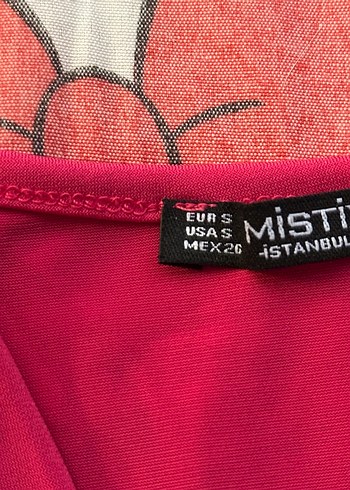 EUR S
USA S
MEX 26
MISTI
-ISTANBUL